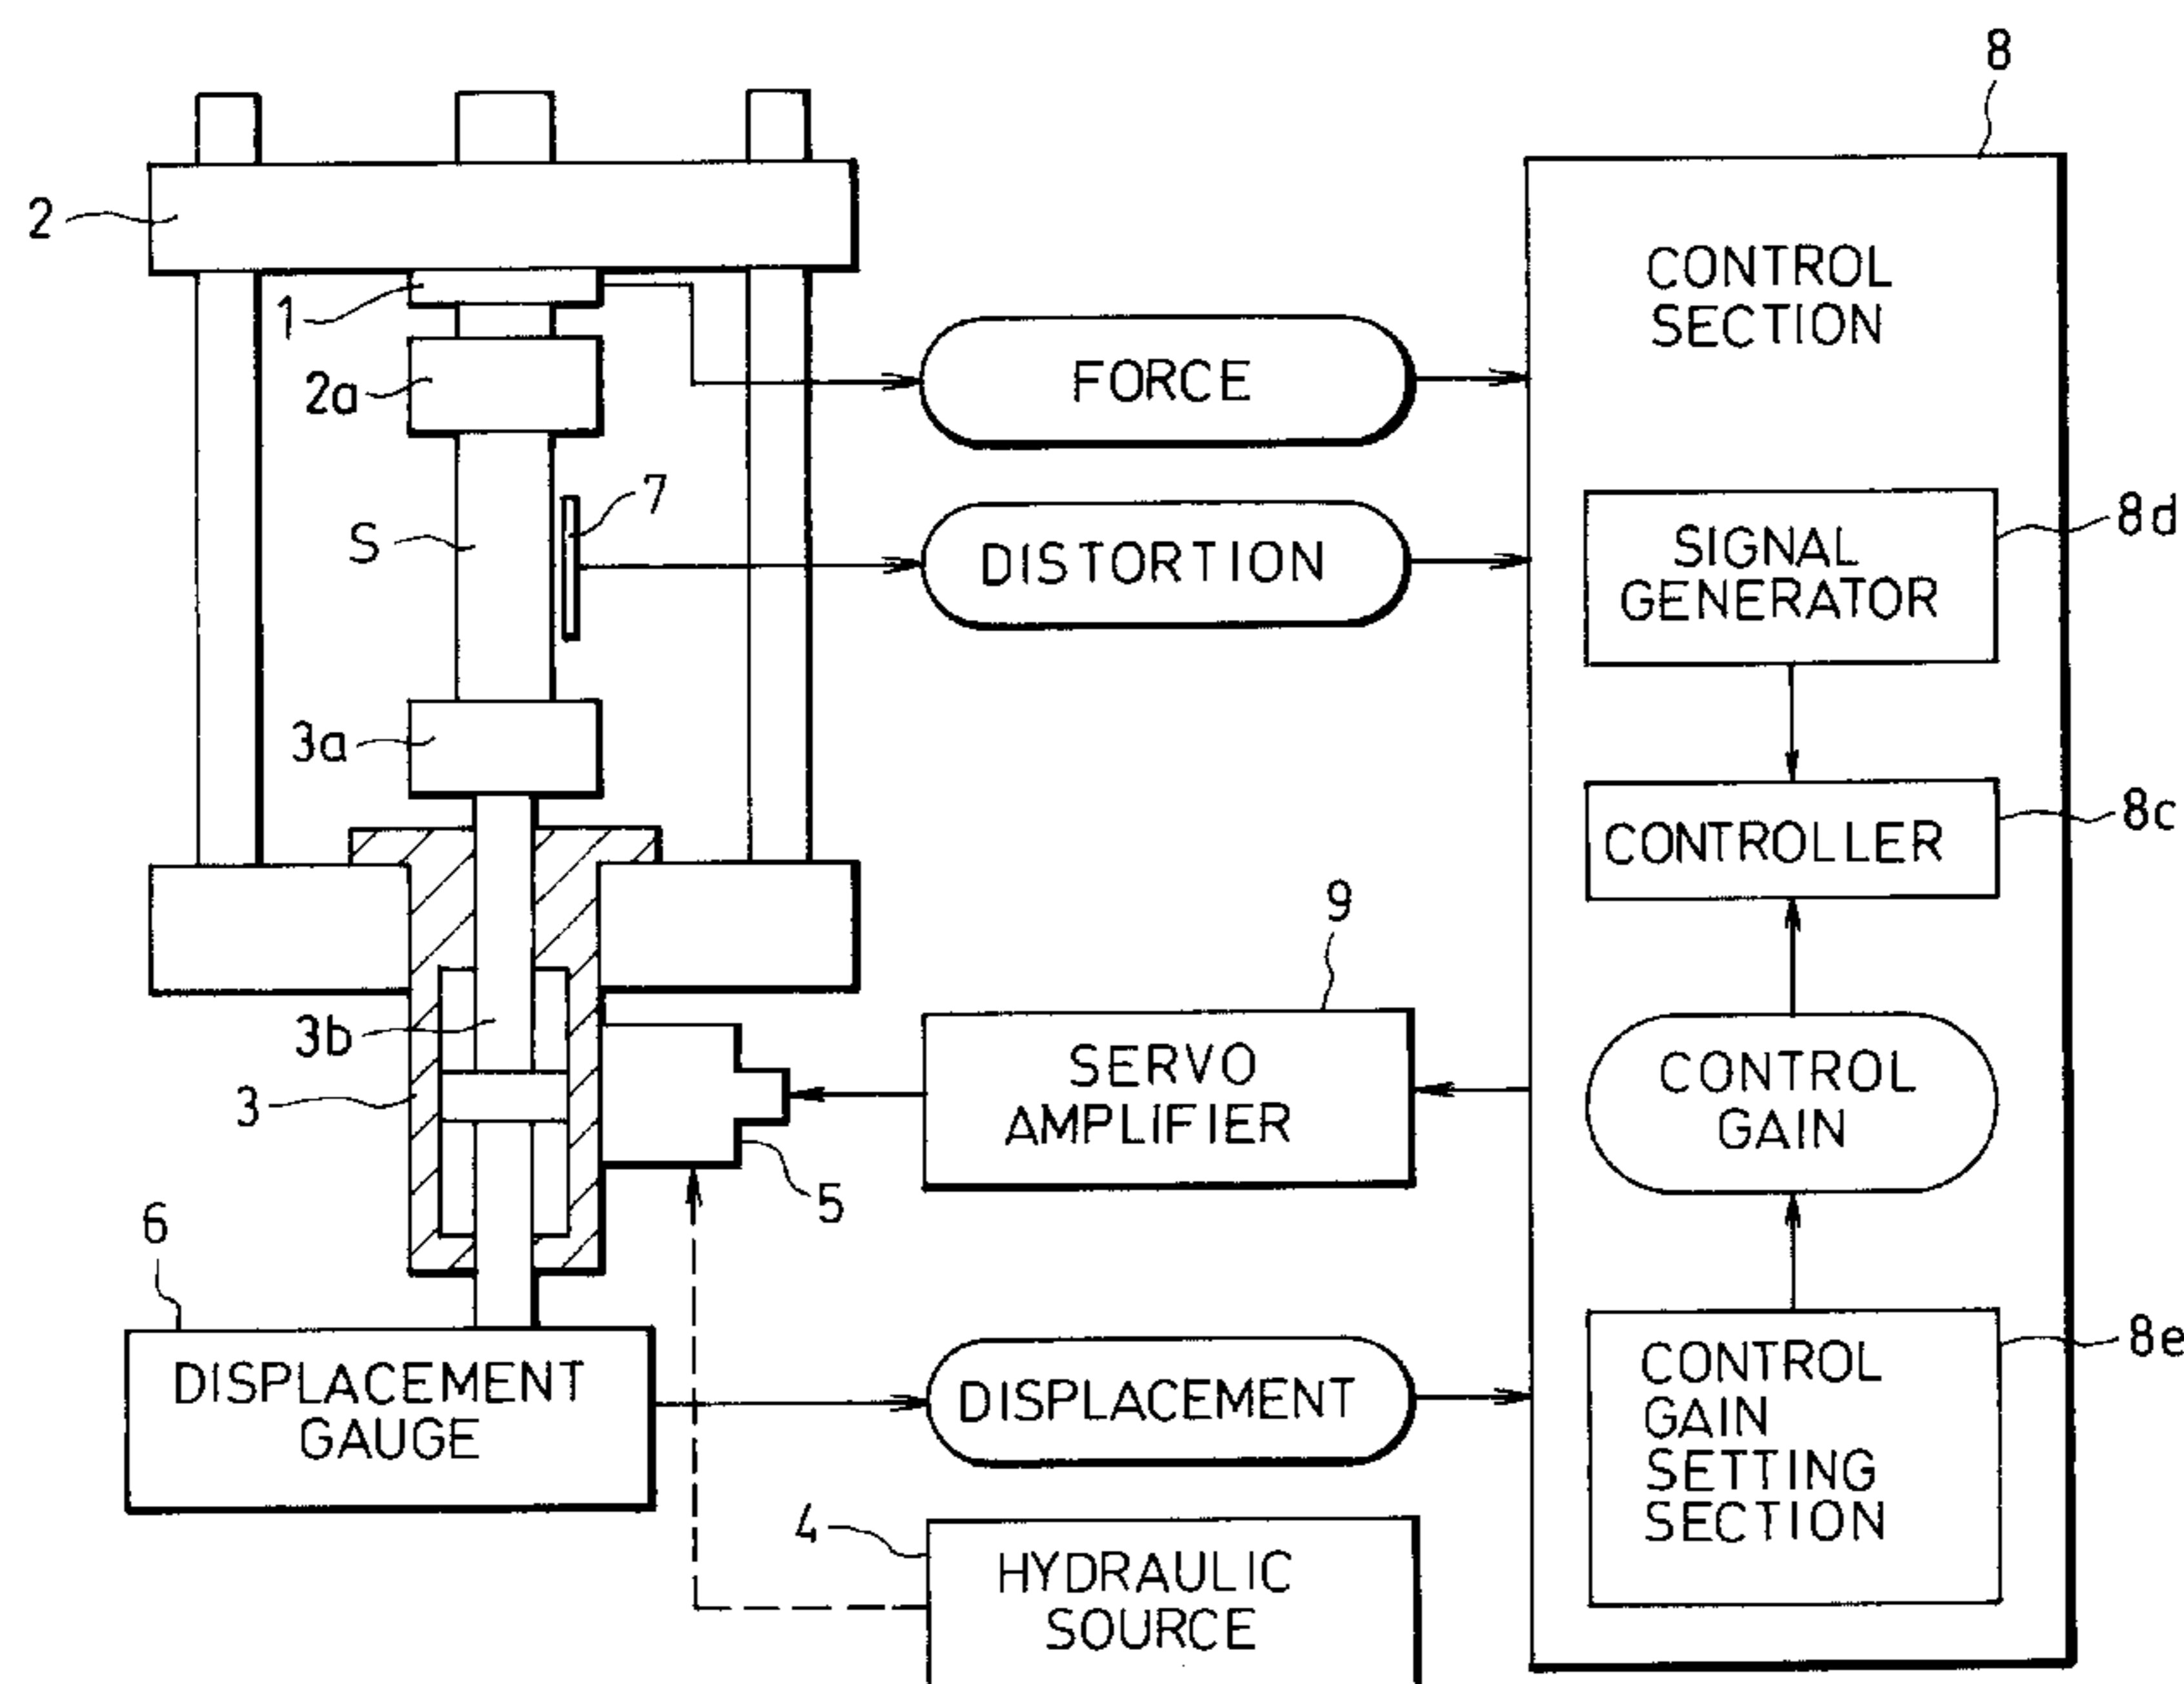 8
2
CONTROL
SECTION
1
2a
FORCE
7
8d
S
DISTORTION
SIGNAL
GENERATOR
3a
8c
CONTROLLER
9
3b
SERVO
AMPLIFIER
CONTROL
GAIN
3
5
6
8e
DISPLACEMENT
GAUGE
DISPLACEMENT
CONTROL
GAIN
SETTING
SECTION
4
HYDRAULIC
SOURCE